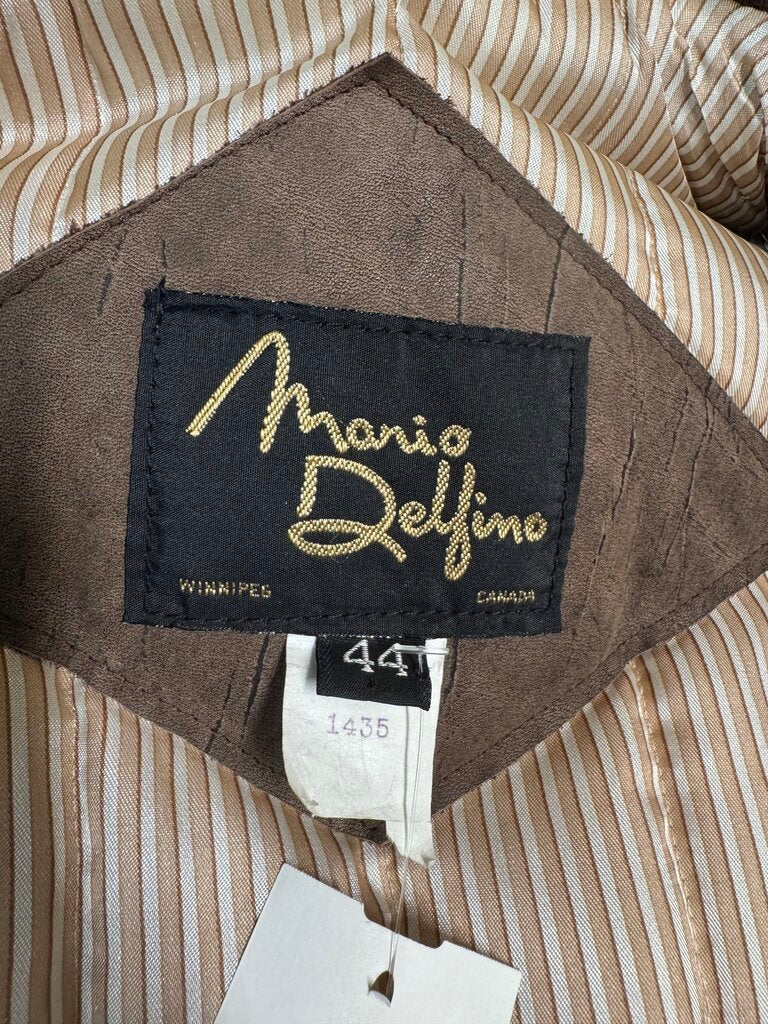 Mario
Delfino
WINNIPEG CANADA
44
1435